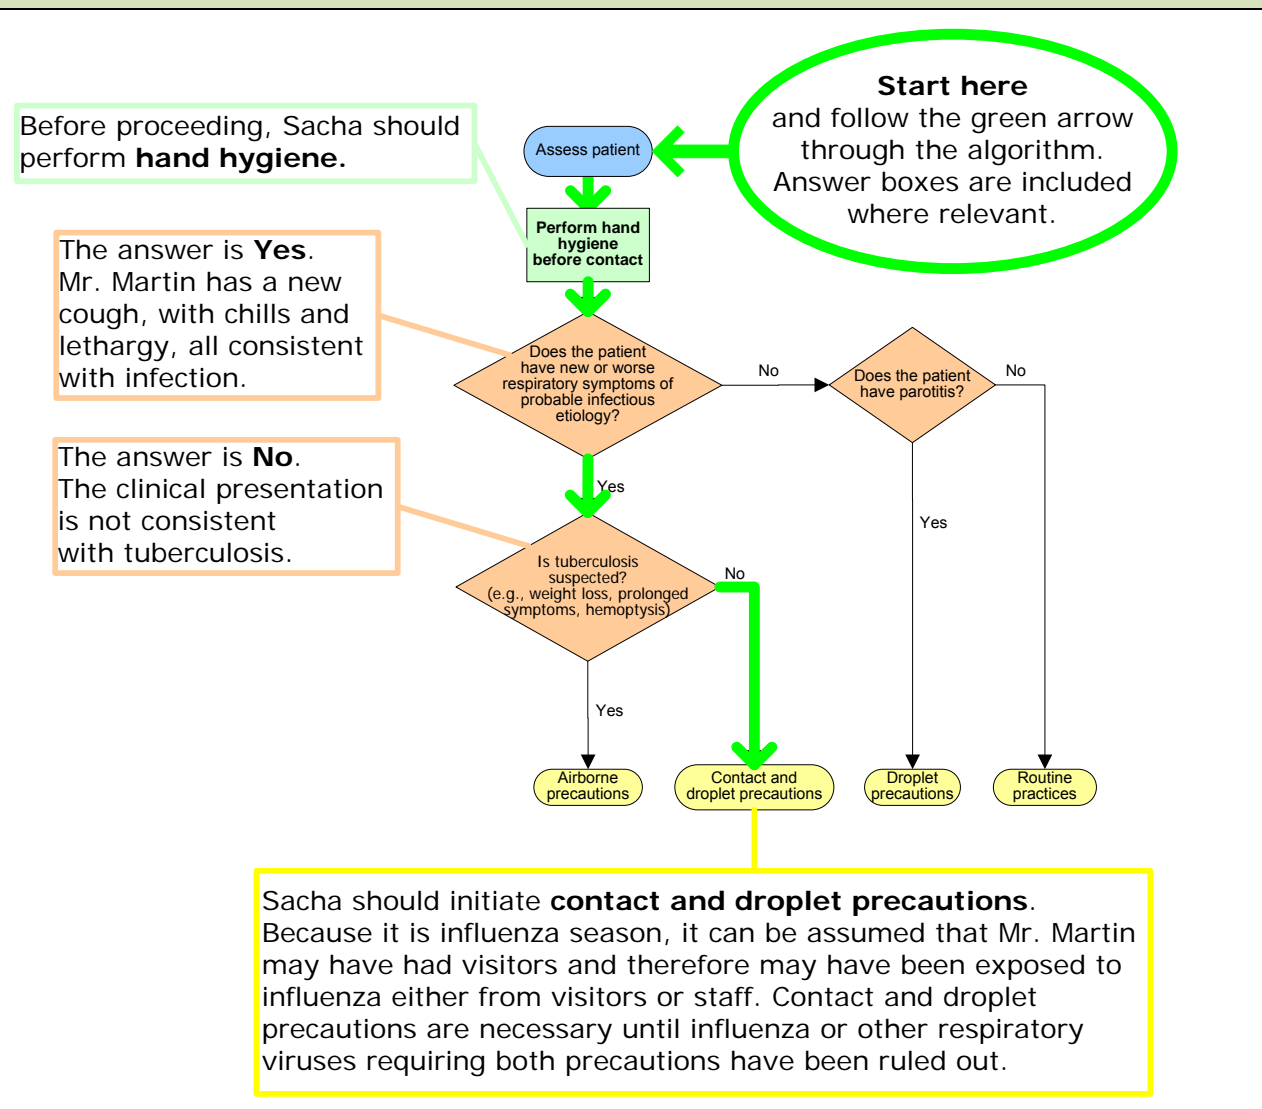 Start here
and follow the green arrow
through the algorithm.
Answer boxes are included
where relevant.
Before proceeding, Sacha should
perform hand hygiene.
Assess patient
Perform hand
hygiene
before contact
The answer is Yes.
Mr. Martin has a new
cough, with chills and
lethargy, all consistent
with infection.
Does the patient
have new or worse
respiratory symptoms of
probable infectious
etiology?
No
Does the patient
have parotitis?
No
The answer is No.
The clinical presentation
is not consistent
with tuberculosis.
Yes
Yes
Is tuberculosis
suspected?
(e.g., weight loss, prolonged
symptoms, hemoptysis)
No
Yes
Airborne
precautions
Contact and
droplet precautions
Droplet
precautions
Routine
practices
Sacha should initiate contact and droplet precautions.
Because it is influenza season, it can be assumed that Mr. Martin
may have had visitors and therefore may have been exposed to
influenza either from visitors or staff. Contact and droplet
precautions are necessary until influenza or other respiratory
viruses requiring both precautions have been ruled out.